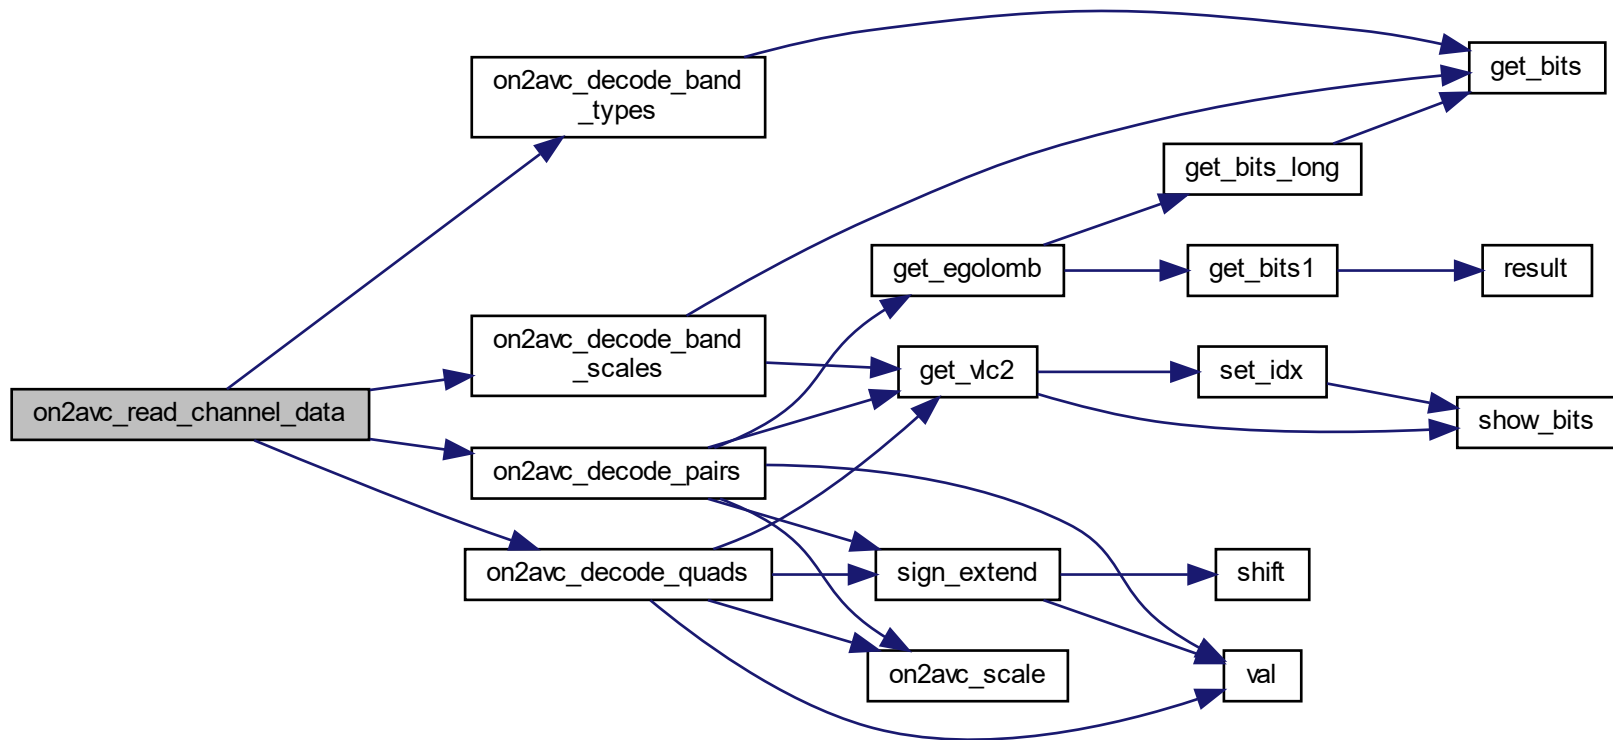 on2avc_read_channel_data
on2avc_decode_band
_types
on2avc_decode_band
_scales
on2avc_decode_pairs
on2avc_decode_quads
get_egolomb
get_vlc2
sign_extend
on2avc_scale
get_bits_long
get_bits1
set_idx
shift
val
get_bits
result
show_bits